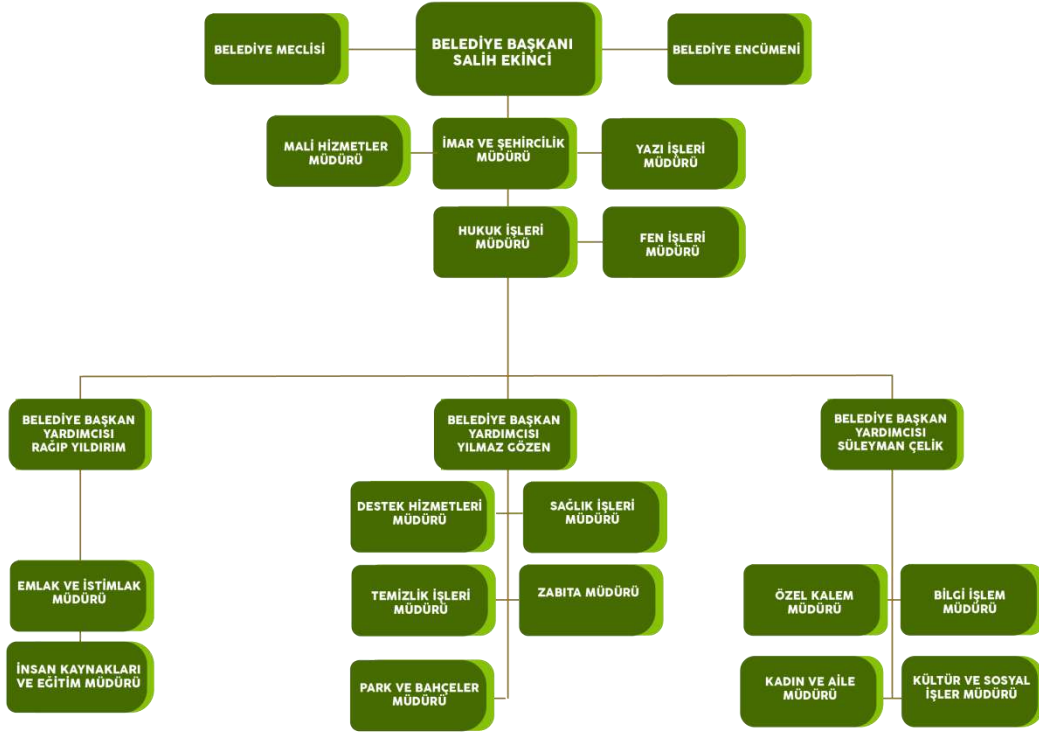 BELEDİYE MECLİSİ
BELEDİYE BAŞKANI
SALİH EKİNCİ
BELEDİYE ENCÜMENİ
MALİ HİZMETLER
MÜDÜRÜ
İMAR VE ŞEHİRCİLİK
MÜDÜRÜ
YAZI İŞLERİ
MÜDÜRÜ
HUKUK İŞLERİ
MÜDÜRÜ
FEN İŞLERİ
MÜDÜRÜ
BELEDİYE BAŞKAN
YARDIMCISI
RAĞIP YILDIRIM
BELEDİYE BAŞKAN
YARDIMCISI
YILMAZ GÖZEN
BELEDİYE BAŞKAN
YARDIMCISI
SÜLEYMAN ÇELİK
DESTEK HİZMETLERİ
MÜDÜRÜ
SAĞLIK İŞLERİ
MÜDÜRÜ
EMLAK VE İSTİMLAK
MÜDÜRÜ
TEMİZLİK İŞLERİ
MÜDÜRÜ
ZABITA MÜDÜRÜ
ÖZEL KALEM
MÜDÜRÜ
BİLGİ İŞLEM
MÜDÜRÜ
İNSAN KAYNAKLARI
VE EĞİTİM MÜDÜRÜ
PARK VE BAHÇELER
MÜDÜRÜ
KADIN VE AİLE
MÜDÜRÜ
KÜLTÜR VE SOSYAL
İŞLER MÜDÜRÜ